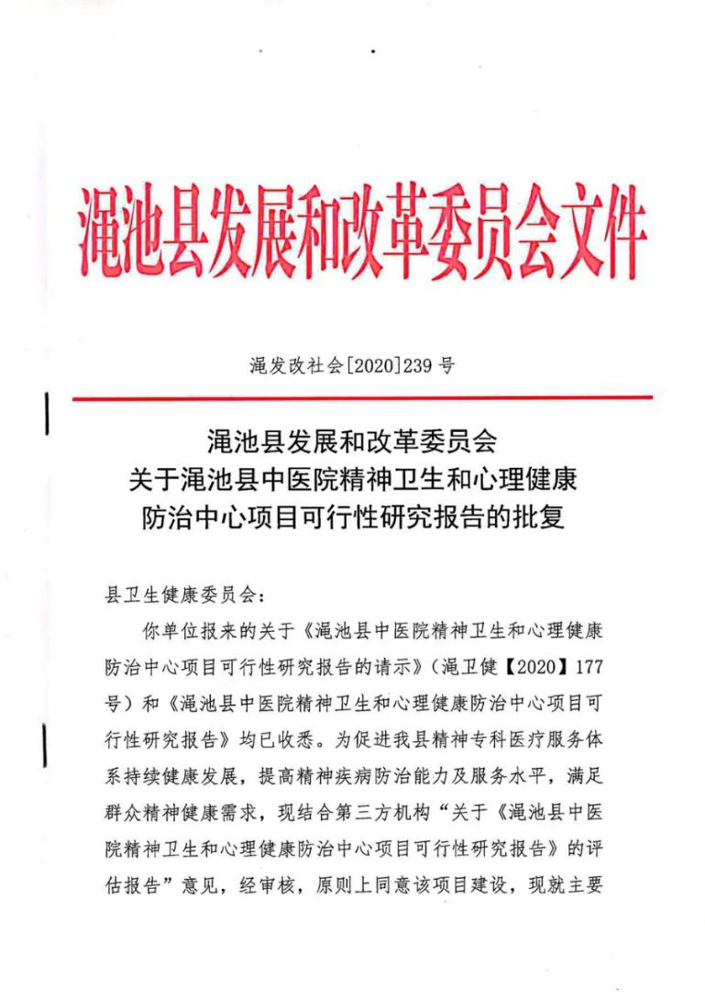 渑池县发展和改革委员会文件
渑发改社会[2020]239 号
渑池县发展和改革委员会
关于渑池县中医院精神卫生和心理健康
防治中心项目可行性研究报告的批复
县卫生健康委员会：
你单位报来的关于《渑池县中医院精神卫生和心理健康
防治中心项目可行性研究报告的请示》（渑卫健【2020】177
号）和《渑池县中医院精神卫生和心理健康防治中心项目可
行性研究报告》均已收悉。为促进我县精神专科医疗服务体
系持续健康发展，提高精神疾病防治能力及服务水平，满足
群众精神健康需求，现结合第三方机构“关于《渑池县中医
院精神卫生和心理健康防治中心项目可行性研究报告》的评
估报告”意见，经审核，原则上同意该项目建设，现就主要